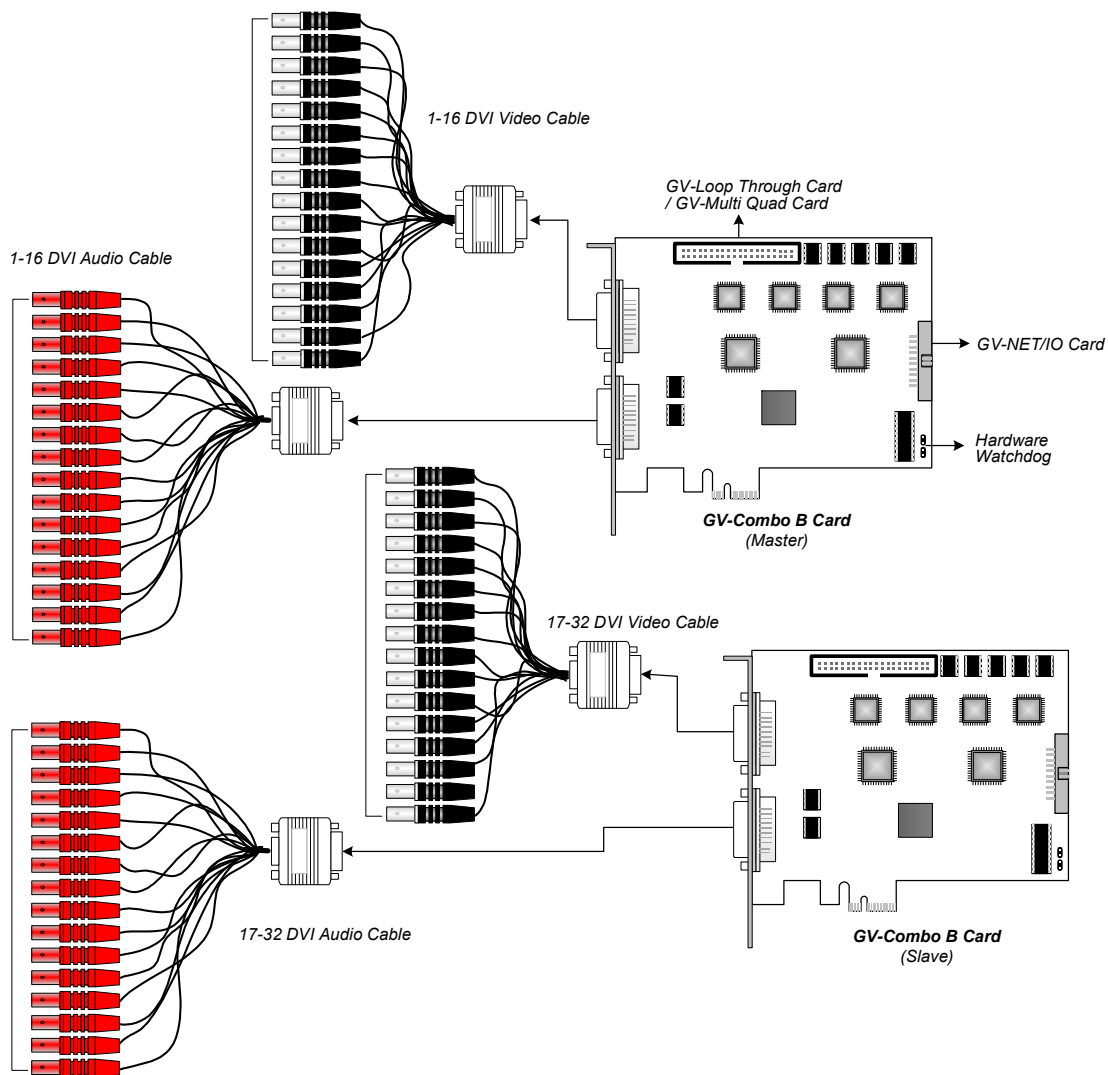 1-16 DVI Video Cable
GV-Loop Through Card
/ GV-Multi Quad Card
1-16 DVI Audio Cable
GV-NET/IO Card
Hardware
Watchdog
GV-Combo B Card
(Master)
17-32 DVI Video Cable
17-32 DVI Audio Cable
GV-Combo B Card
(Slave)